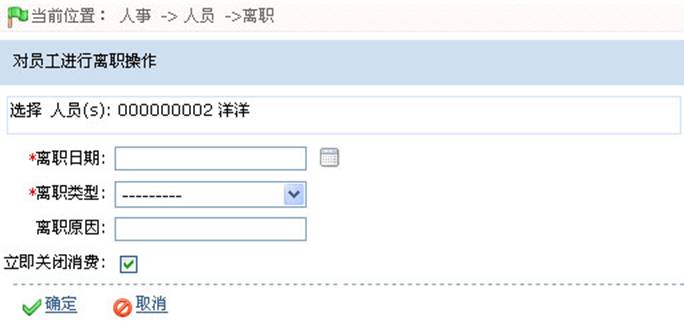 当前位置： 人事 -> 人员 ->离职
对员工进行离职操作
选择 人员(s): 000000002 洋洋
*离职日期:
*离职类型: ---------
离职原因:
立即关闭消费:
确定 取消